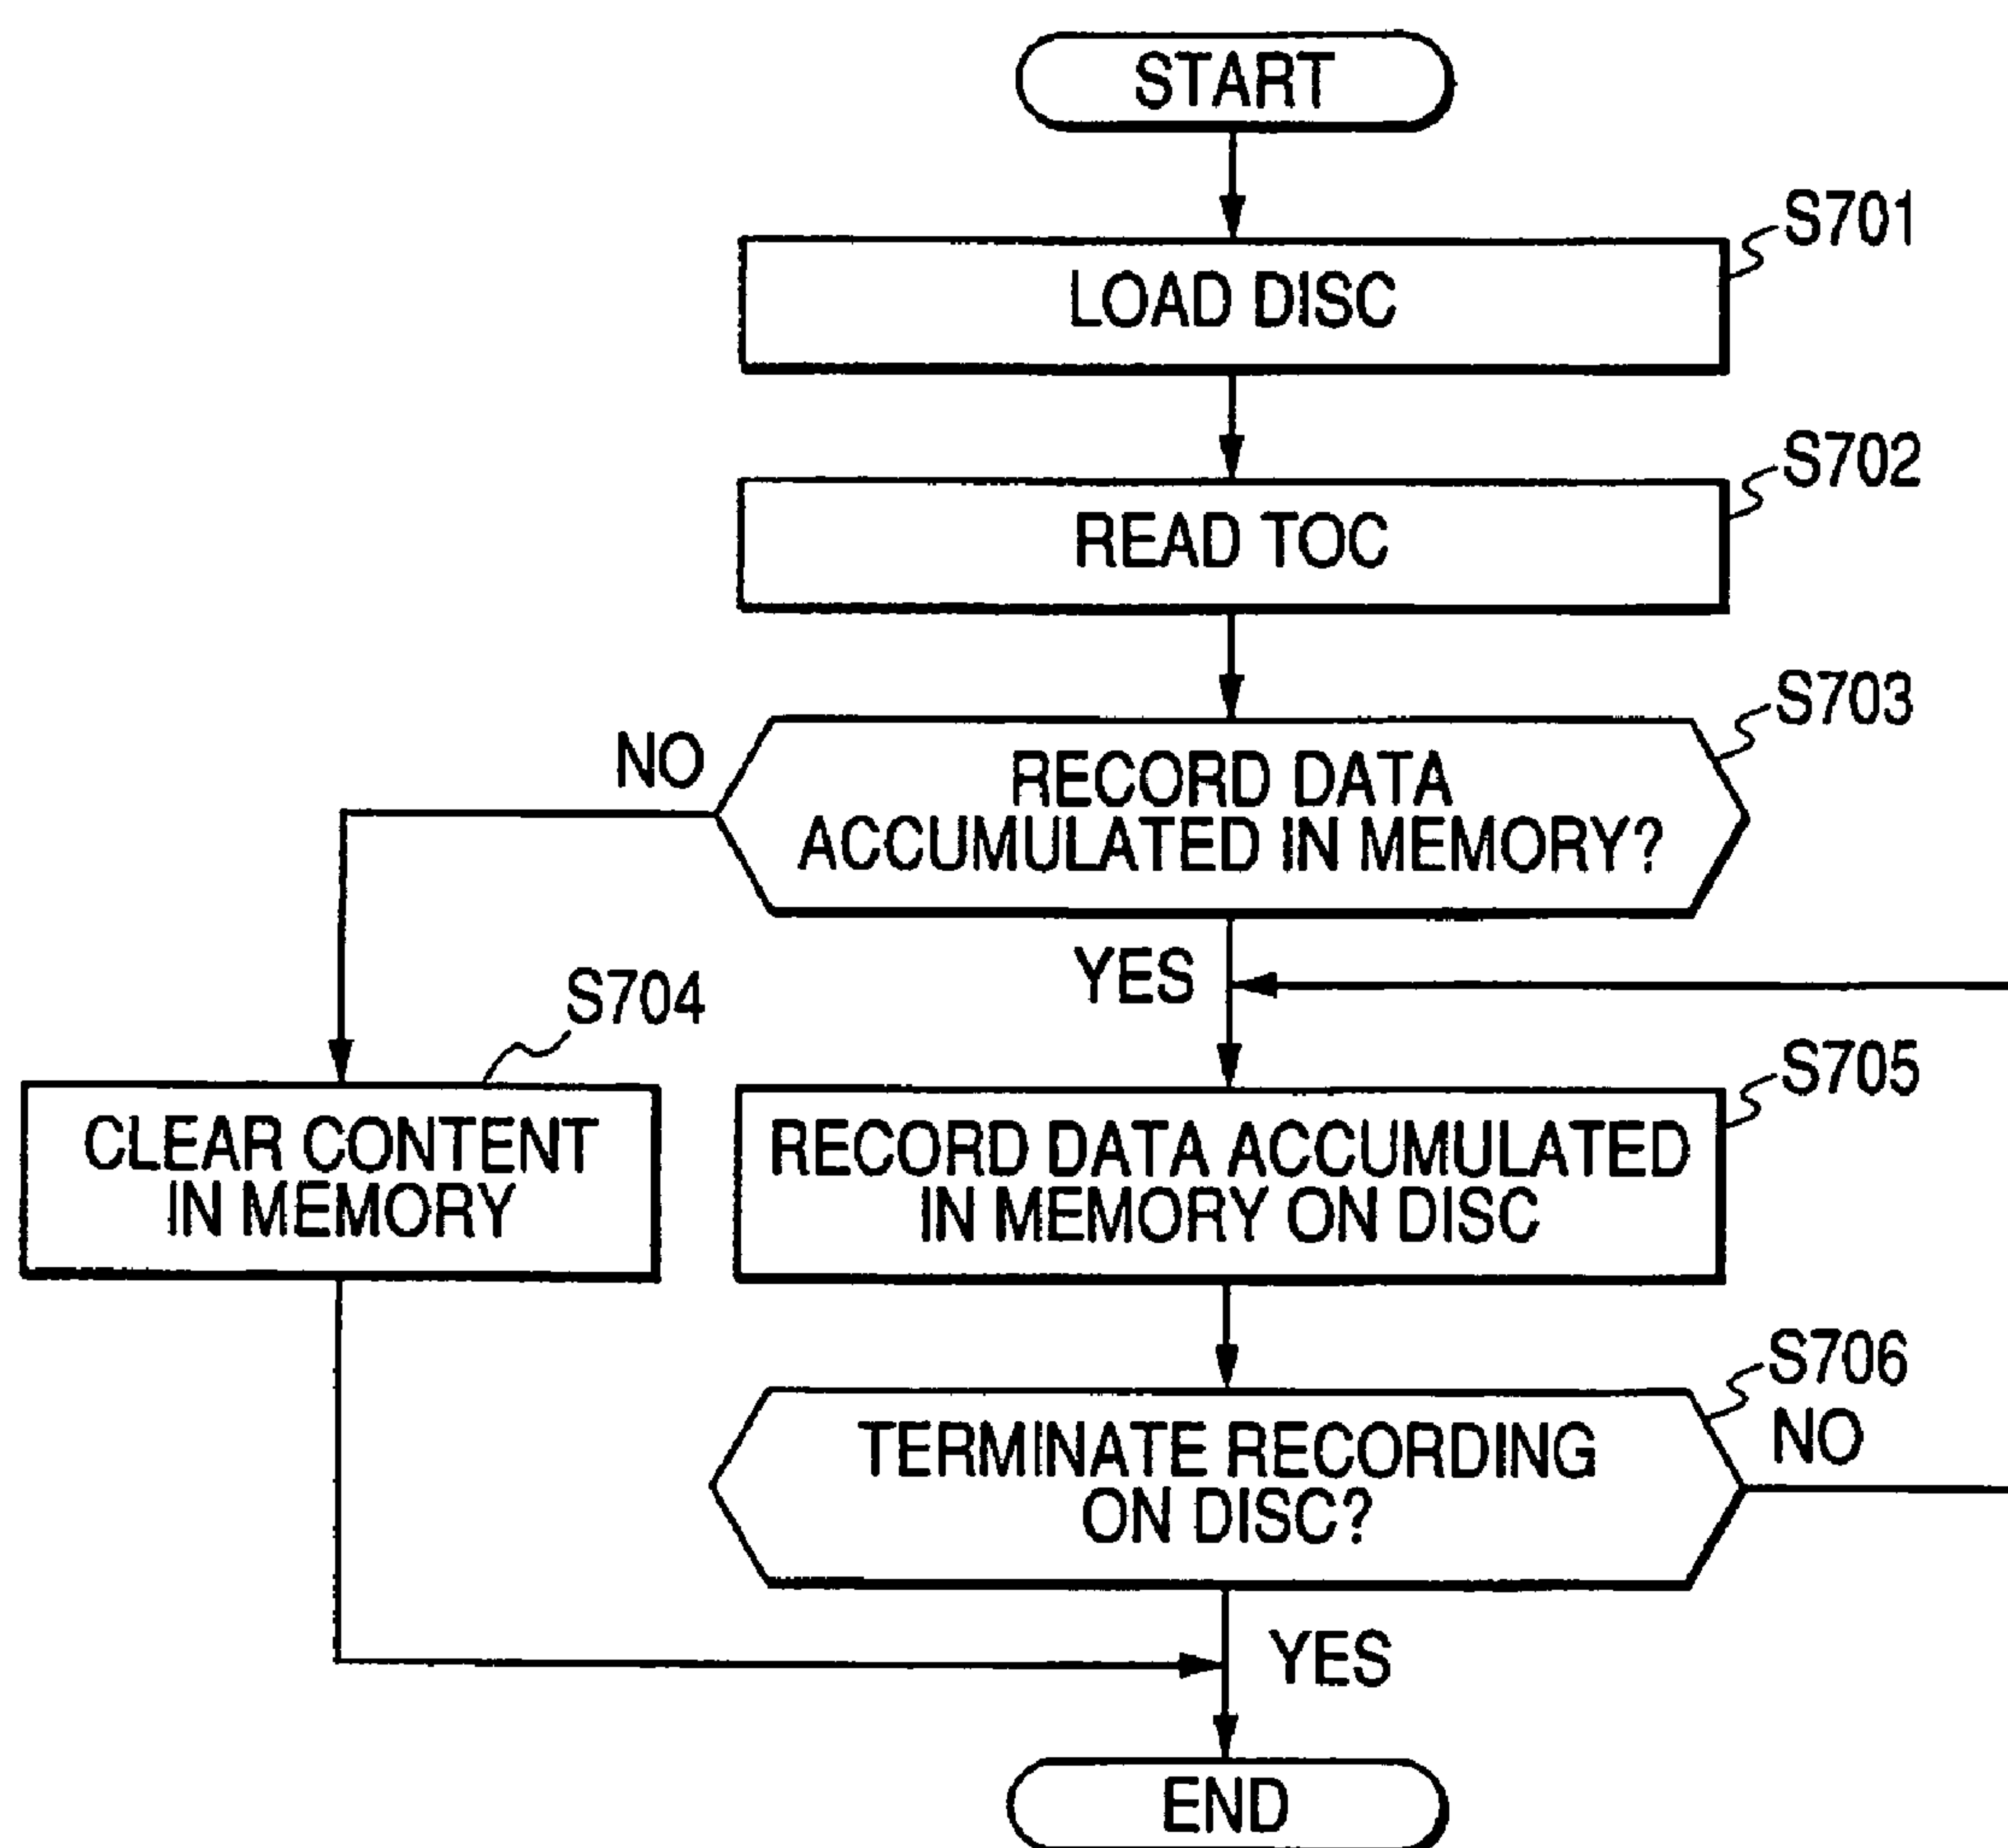 START
S701
LOAD DISC
S702
READ TOC
S703
NO
RECORD DATA
ACCUMULATED IN MEMORY?
YES
S704
S705
CLEAR CONTENT
IN MEMORY
RECORD DATA ACCUMULATED
IN MEMORY ON DISC
S706
NO
TERMINATE RECORDING
ON DISC?
YES
END